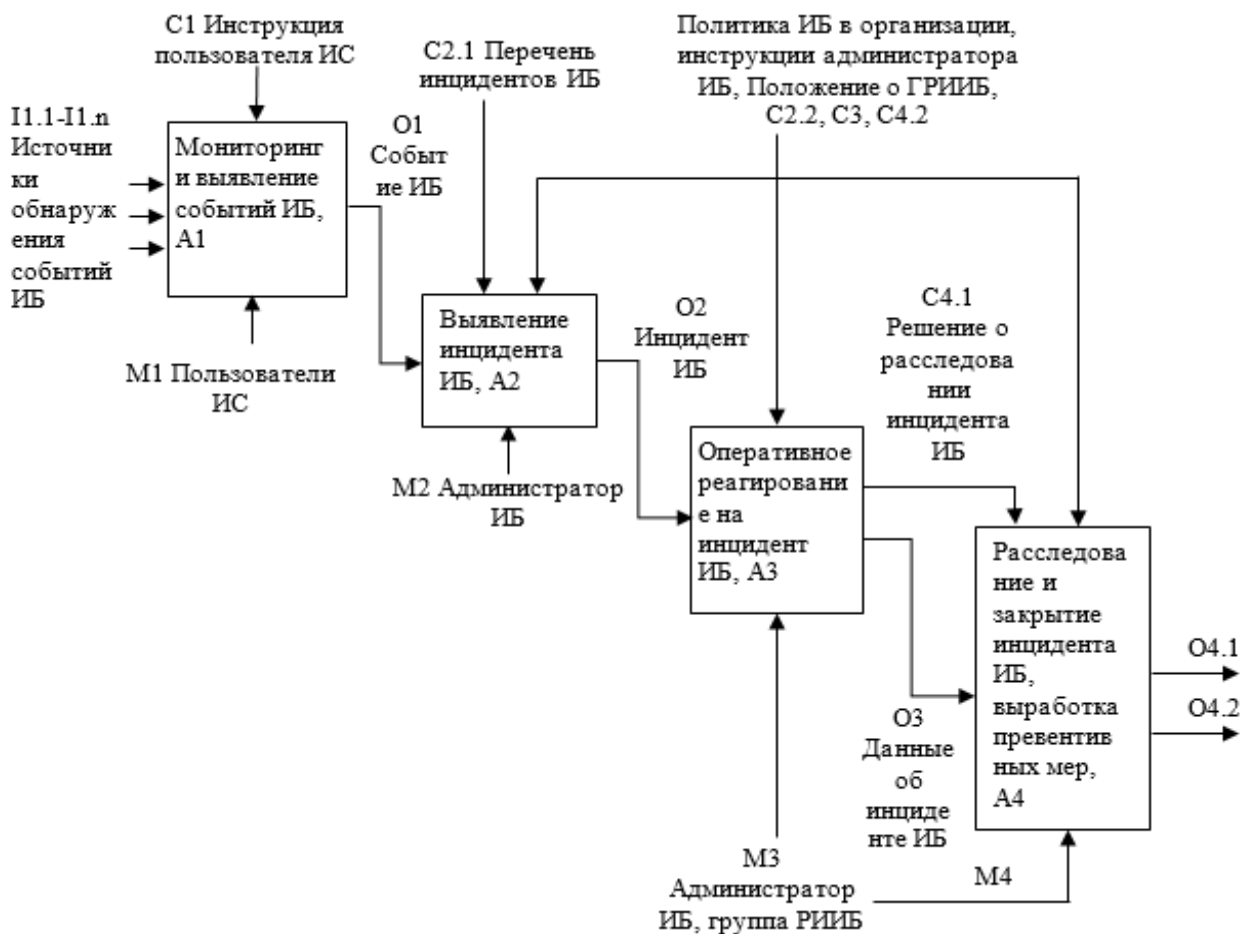 С1 Инструкция
пользователя ИС
С2.1 Перечень
инцидентов ИБ
Политика ИБ в организации,
инструкции администратора
ИБ, Положение о ГРИИБ,
С2.2, С3, С4.2
I1.1-I1.n
Источни
ки
обнаруж
ения
событий
ИБ
Мониторинг
и выявление
событий ИБ,
А1
О1
Событ
ие ИБ
М1 Пользователи
ИС
Выявление
инцидента
ИБ, А2
О2
Инцидент
ИБ
М2 Администратор
ИБ
С4.1
Решение о
расследова
нии
инцидента
ИБ
Оперативное
реагировани
е на
инцидент
ИБ, А3
Расследова
ние и
закрытие
инцидента
ИБ,
выработка
превентив
ных мер,
А4
О4.1
О4.2
О3
Данные
об
инциде
нте ИБ
М3
Администратор
ИБ, группа РИИБ
М4